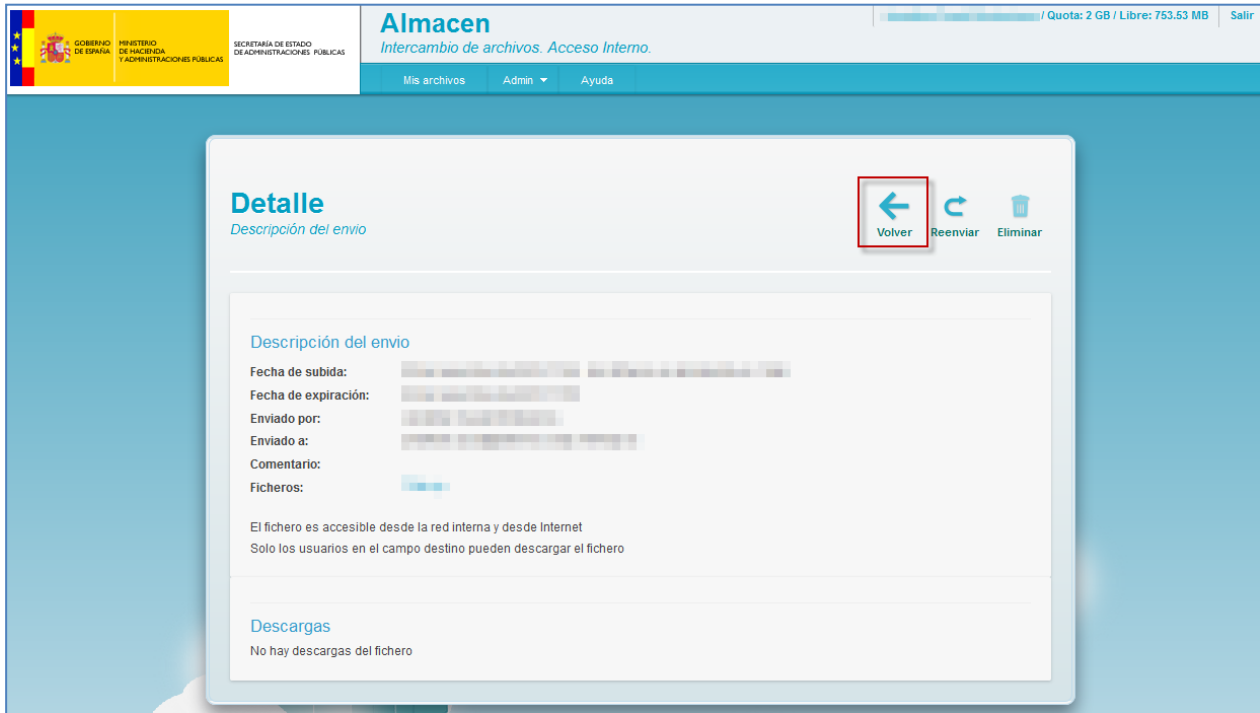 GOBIERNO DE ESPAÑA
MINISTERIO DE HACIENDA Y ADMINISTRACIONES PÚBLICAS
SECRETARÍA DE ESTADO DE ADMINISTRACIONES PÚBLICAS
Almacen
Intercambio de archivos. Acceso Interno.
/ Quota: 2 GB / Libre: 753.53 MB
Salir
Mis archivos Admin Ayuda
Detalle
Descripción del envio
Volver Reenviar Eliminar
Descripción del envio
Fecha de subida:
Fecha de expiración:
Enviado por:
Enviado a:
Comentario:
Ficheros:
El fichero es accesible desde la red interna y desde Internet
Solo los usuarios en el campo destino pueden descargar el fichero
Descargas
No hay descargas del fichero